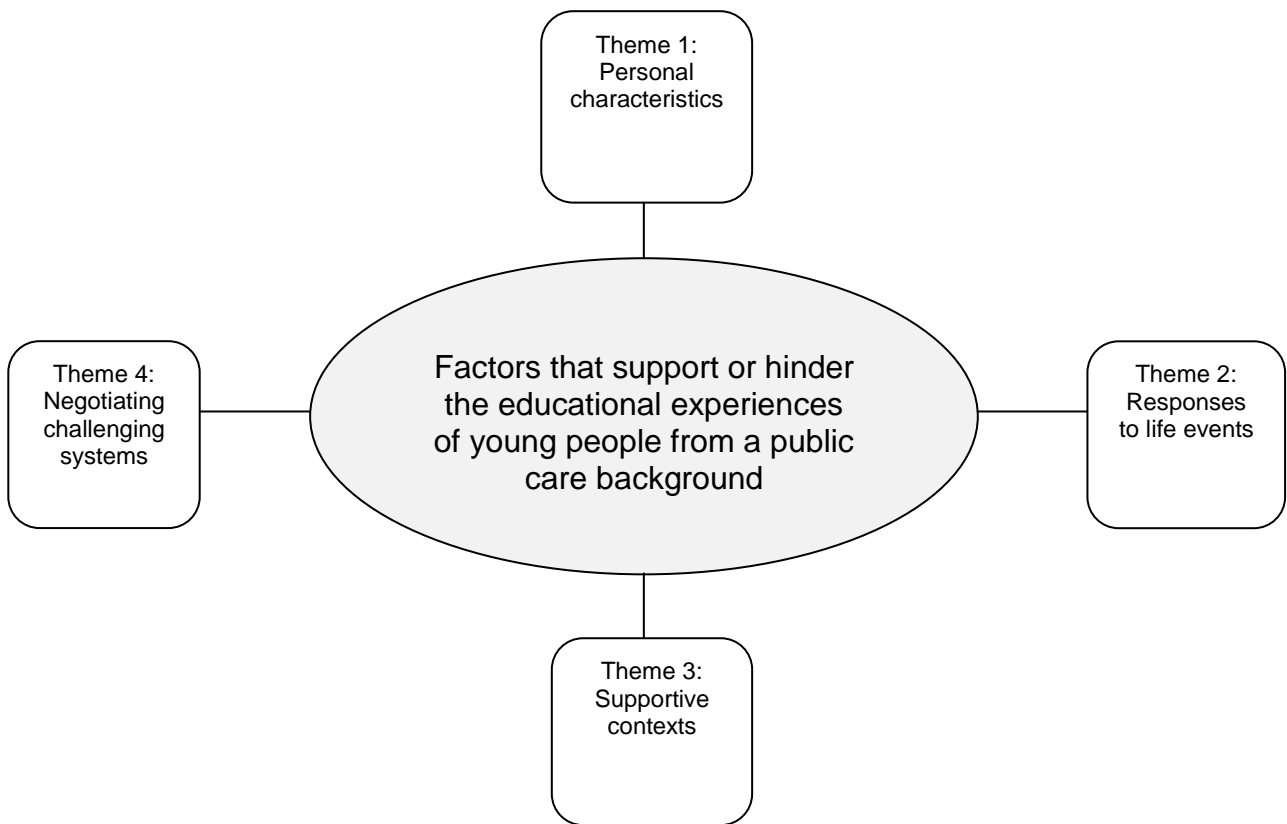 Theme 1:
Personal
characteristics
Factors that support or hinder
the educational experiences
of young people from a public
care background
Theme 4:
Negotiating
challenging
systems
Theme 2:
Responses
to life events
Theme 3:
Supportive
contexts